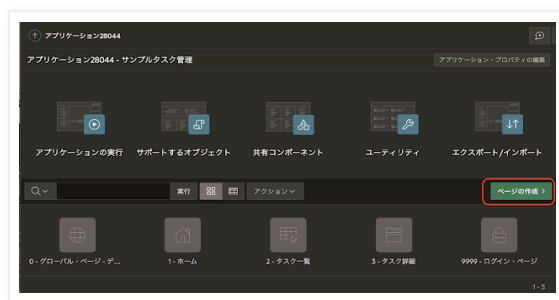 アプリケーション28044
アプリケーション28044 - サンプルタスク管理
アプリケーション・プロパティの編集
アプリケーションの実行
サポートするオブジェクト
共有コンポーネント
ユーティリティ
エクスポート/インポート
実行
アクション
ページの作成
0 - グローバル・ページ - デ...
1 - ホーム
2 - タスク一覧
3 - タスク詳細
9999 - ログイン・ページ
1 - 5